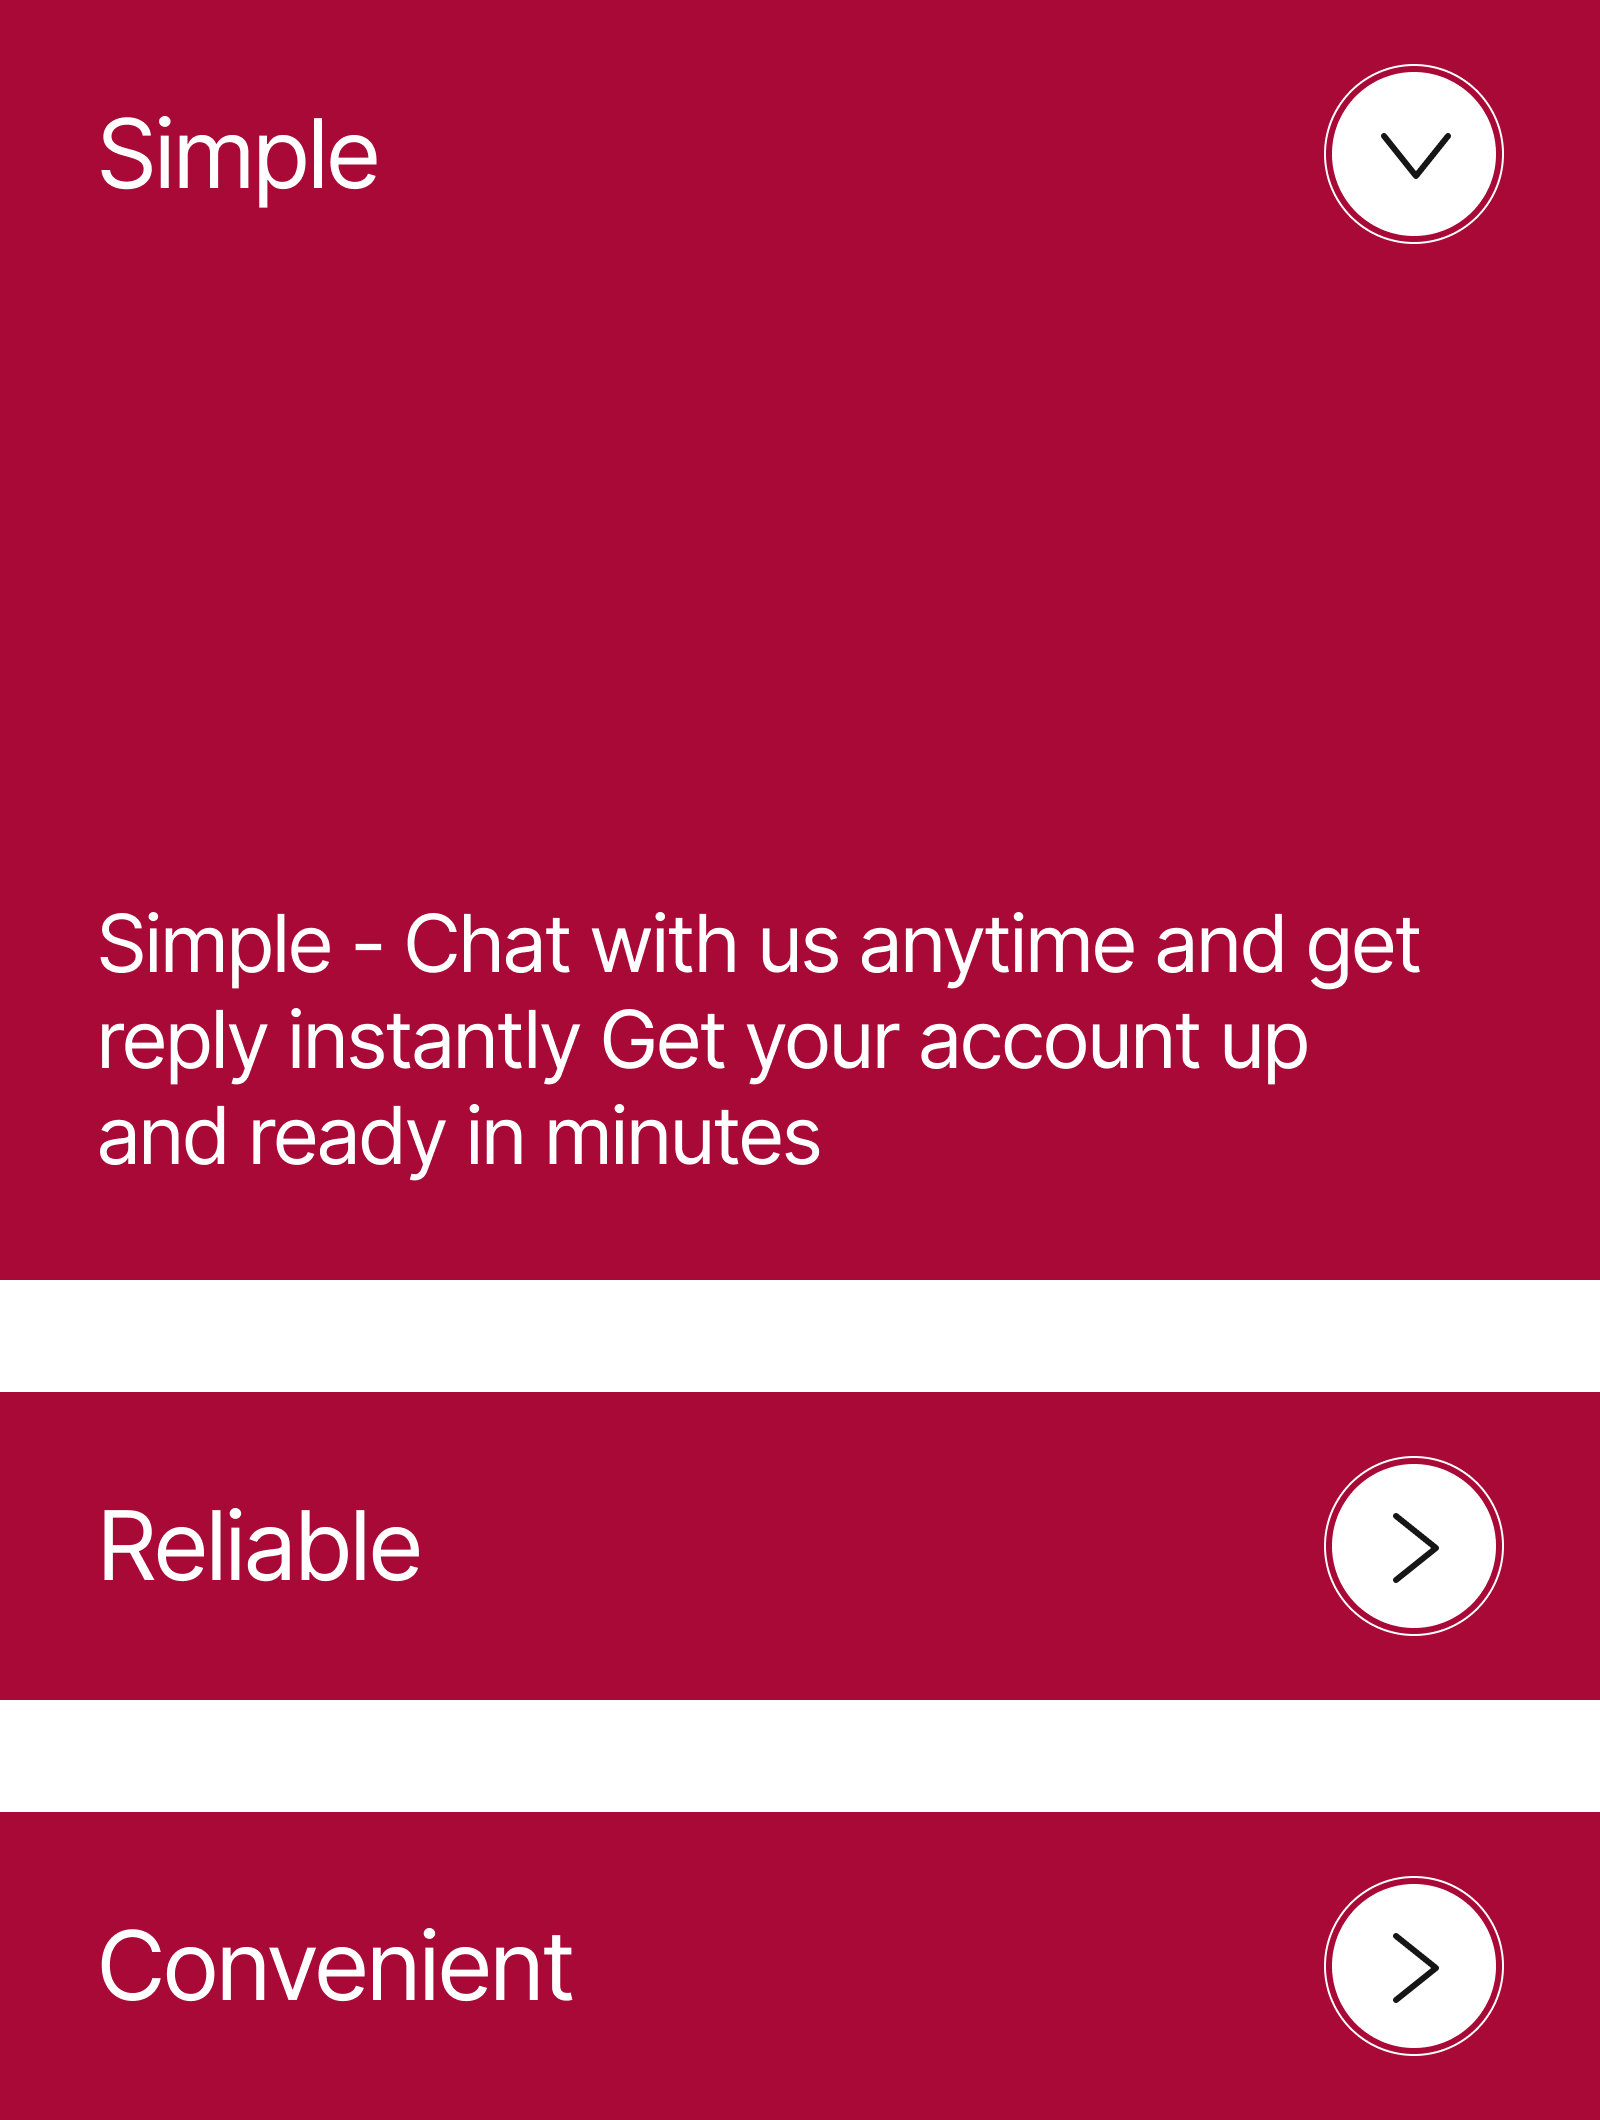 Simple
Simple - Chat with us anytime and get
reply instantly Get your account up
and ready in minutes
Reliable
Convenient